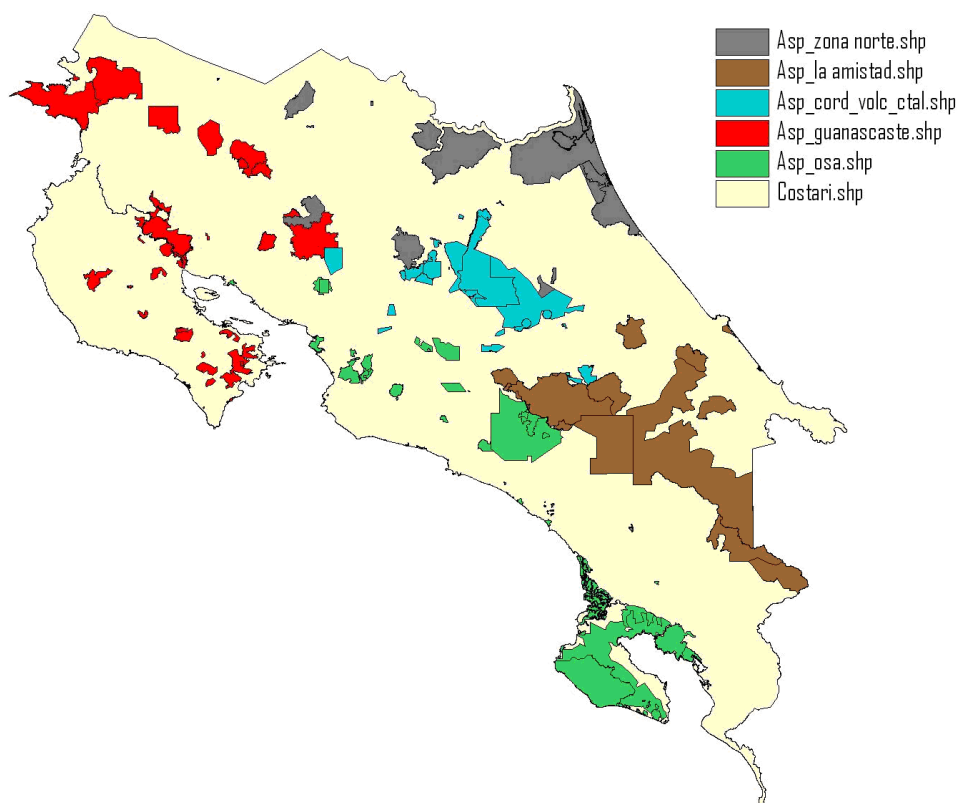 Asp_zona norte.shp
Asp_la amistad.shp
Asp_cord_volc_ctal.shp
Asp_guanascaste.shp
Asp_osa.shp
Costari.shp